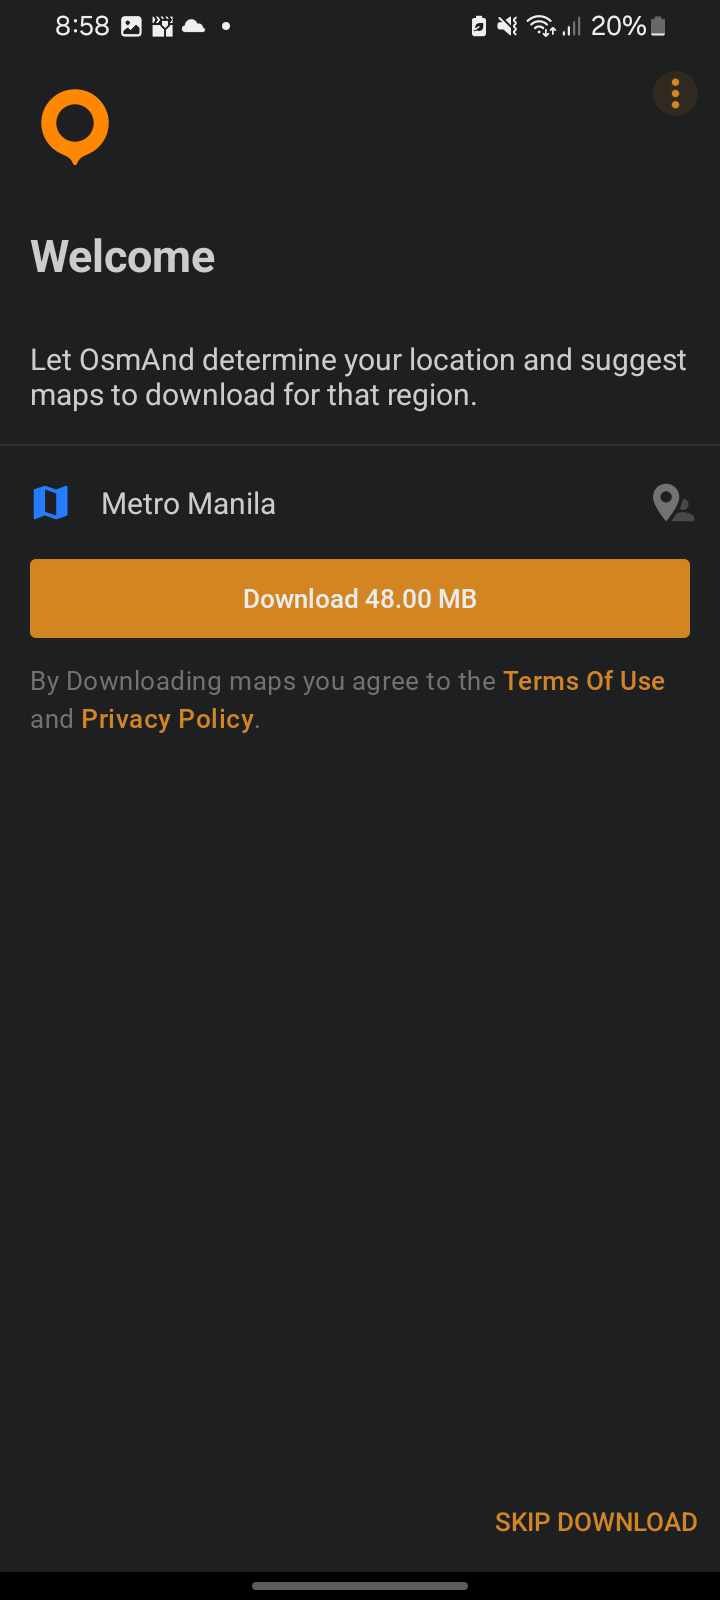 8:58
20%
Welcome
Let OsmAnd determine your location and suggest
maps to download for that region.
Metro Manila
Download 48.00 MB
By Downloading maps you agree to the Terms Of Use
and Privacy Policy.
SKIP DOWNLOAD